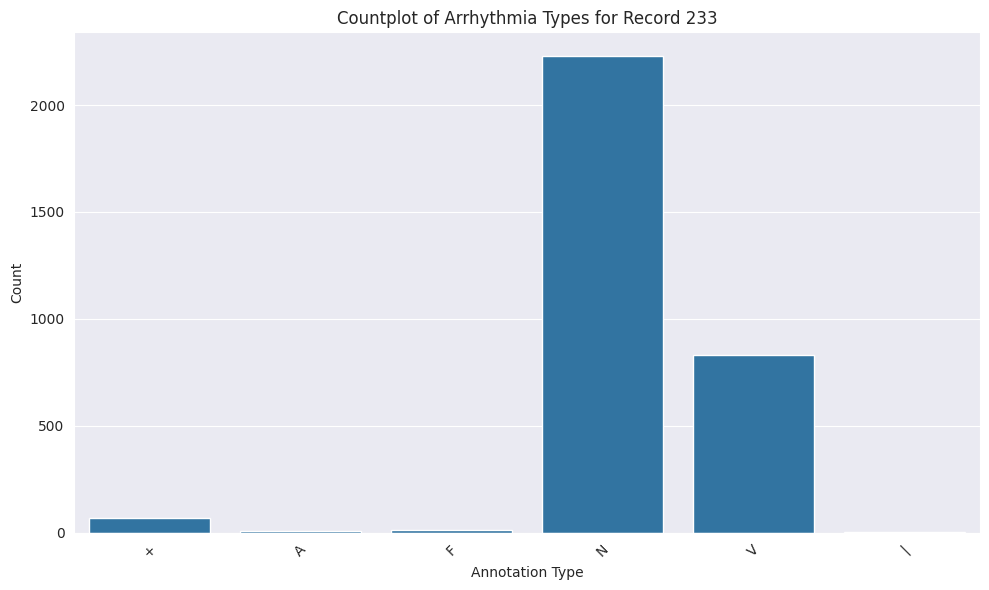 Countplot of Arrhythmia Types for Record 233
Count
2000
1500
1000
500
0
+
A
F
N
V
|
Annotation Type